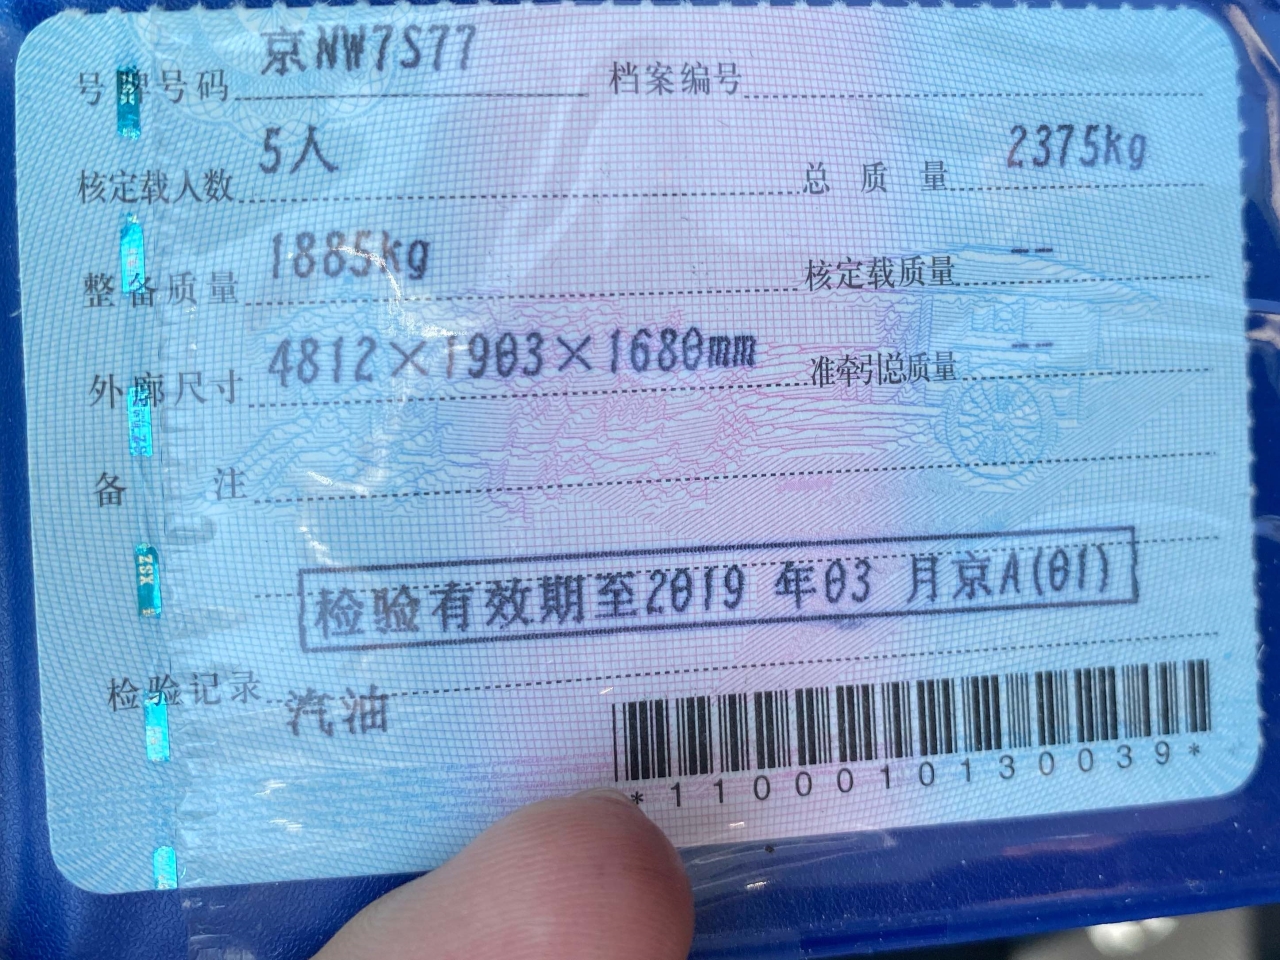 号牌号码 京NW7S77 档案编号
核定载人数 5人 总质量 2375kg
整备质量 1885kg 核定载质量 --
外廓尺寸 4812×1903×1680mm 准牵引总质量 --
备注
检验有效期至2019 年03 月京A(01)
检验记录 汽油
*1100010130039*
ZSX